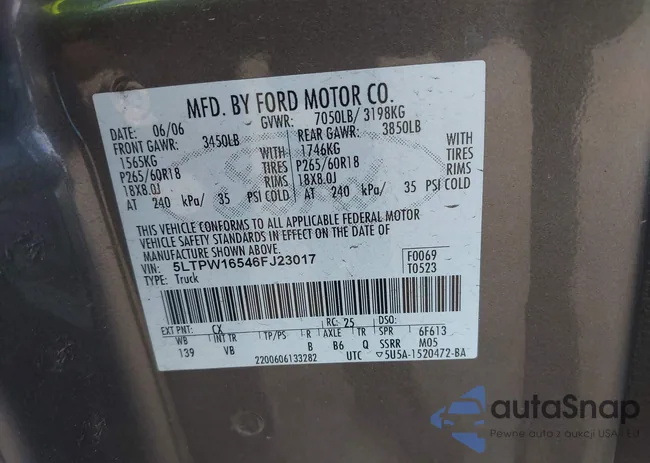 MFD. BY FORD MOTOR CO.
DATE: 06/06 GVWR: 7050LB/ 3198KG
FRONT GAWR: 3450LB REAR GAWR: 3850LB
1565KG WITH 1746KG WITH
P265/60R18 TIRES P265/60R18 TIRES
18X8.0J RIMS 18X8.0J RIMS
AT 240 kPa/ 35 PSI COLD AT 240 kPa/ 35 PSI COLD
THIS VEHICLE CONFORMS TO ALL APPLICABLE FEDERAL MOTOR
VEHICLE SAFETY STANDARDS IN EFFECT ON THE DATE OF
MANUFACTURE SHOWN ABOVE.
VIN: 5LTPW16546FJ23017 F0069
TYPE: Truck T0523
EXT PNT: CX RC: 25 DSO:
WB INT TR TP/PS R AXLE TR SPR 6F613
139 VB B B6 Q SSRR M05
2200606133282 UTC ▽5U5A-1520472-BA
autaSnap
Pewne auta z aukcji USA i EU